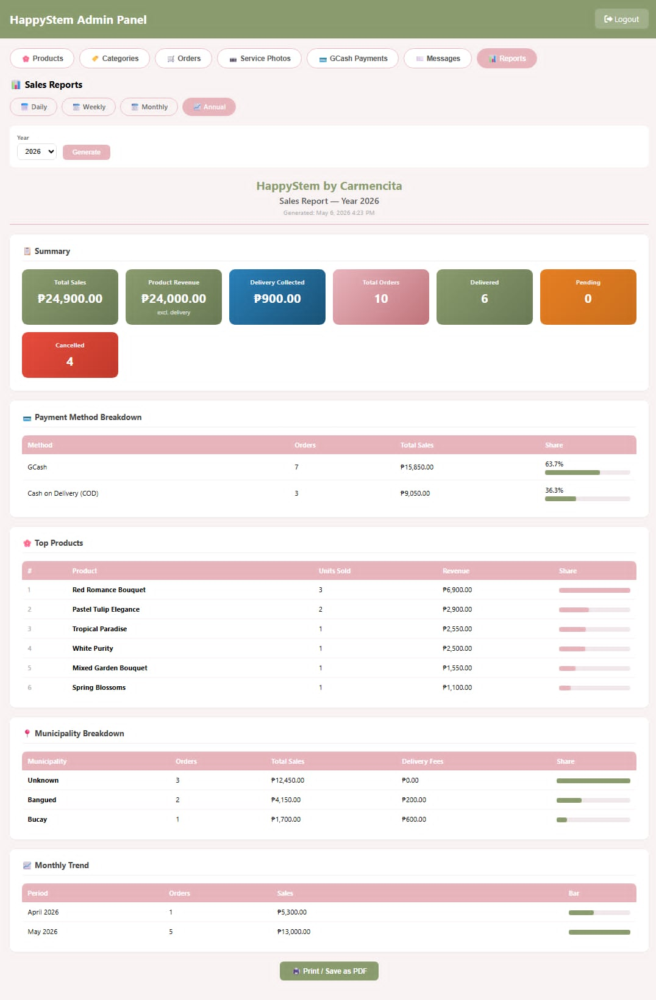 HappyStem Admin Panel
Logout
Products Categories Orders Service Photos GCash Payments Messages Reports
Sales Reports
Daily Weekly Monthly Annual
Year
2026 Generate
HappyStem by Carmencita
Sales Report — Year 2026
Generated: May 6, 2026 4:23 PM
Summary
Total Sales
₱24,900.00
Product Revenue
₱24,000.00
excl. delivery
Delivery Collected
₱900.00
Total Orders
10
Delivered
6
Pending
0
Cancelled
4
Payment Method Breakdown
Method Orders Total Sales Share
GCash 7 ₱15,850.00 63.7%
Cash on Delivery (COD) 3 ₱9,050.00 36.3%
Top Products
# Product Units Sold Revenue Share
1 Red Romance Bouquet 3 ₱6,900.00
2 Pastel Tulip Elegance 2 ₱2,900.00
3 Tropical Paradise 1 ₱2,550.00
4 White Purity 1 ₱2,500.00
5 Mixed Garden Bouquet 1 ₱1,550.00
6 Spring Blossoms 1 ₱1,100.00
Municipality Breakdown
Municipality Orders Total Sales Delivery Fees Share
Unknown 3 ₱12,450.00 ₱0.00
Bangued 2 ₱4,150.00 ₱200.00
Bucay 1 ₱1,700.00 ₱600.00
Monthly Trend
Period Orders Sales Bar
April 2026 1 ₱5,300.00
May 2026 5 ₱13,000.00
Print / Save as PDF